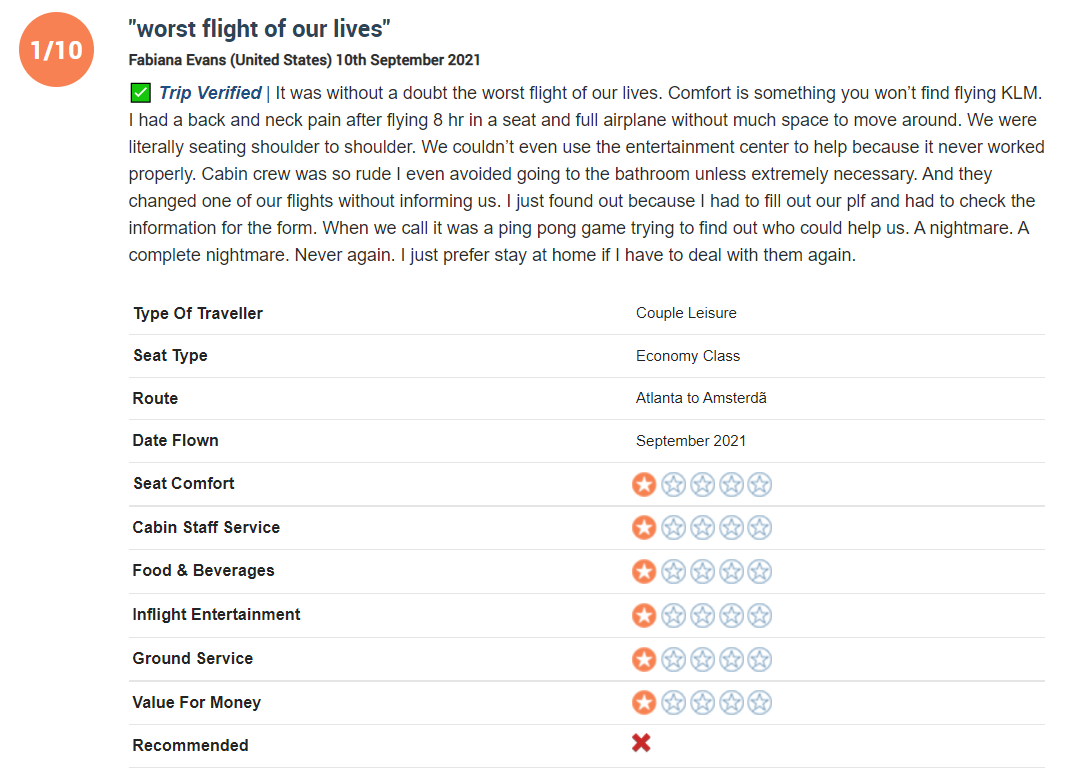 1/10
"worst flight of our lives"
Fabiana Evans (United States) 10th September 2021
Trip Verified | It was without a doubt the worst flight of our lives. Comfort is something you won’t find flying KLM.
I had a back and neck pain after flying 8 hr in a seat and full airplane without much space to move around. We were
literally seating shoulder to shoulder. We couldn’t even use the entertainment center to help because it never worked
properly. Cabin crew was so rude I even avoided going to the bathroom unless extremely necessary. And they
changed one of our flights without informing us. I just found out because I had to fill out our plf and had to check the
information for the form. When we call it was a ping pong game trying to find out who could help us. A nightmare. A
complete nightmare. Never again. I just prefer stay at home if I have to deal with them again.
Type Of Traveller Couple Leisure
Seat Type Economy Class
Route Atlanta to Amsterdã
Date Flown September 2021
Seat Comfort
Cabin Staff Service
Food & Beverages
Inflight Entertainment
Ground Service
Value For Money
Recommended